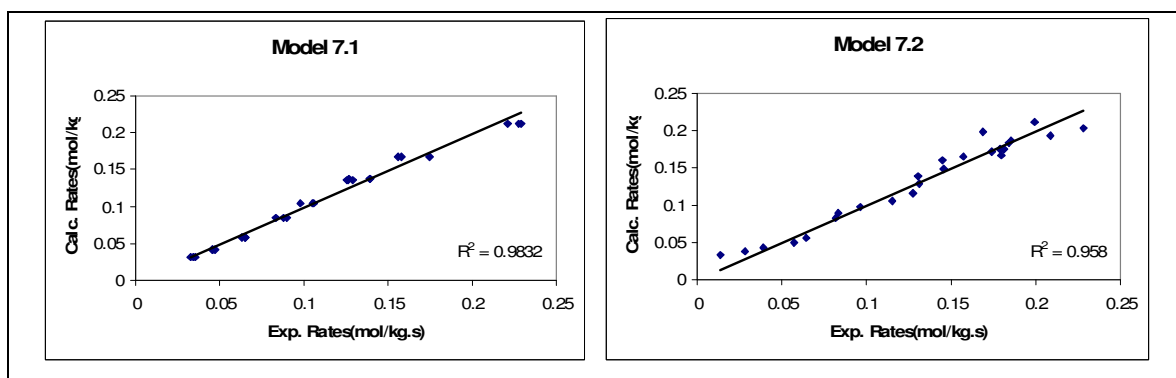 Model 7.1
0.25
0.2
0.15
0.1
0.05
0
Calc. Rates(mol/kg
R² = 0.9832
0 0.05 0.1 0.15 0.2 0.25
Exp. Rates(mol/kg.s)
Model 7.2
0.25
0.2
0.15
0.1
0.05
0
Calc. Rates(mol/kg
R² = 0.958
0 0.05 0.1 0.15 0.2 0.25
Exp. Rates(mol/kg.s)